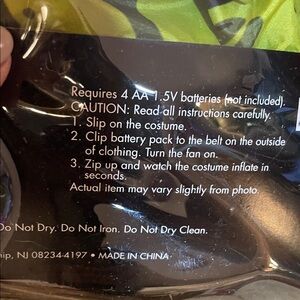 Requires 4 AA 1.5V batteries (not included).
CAUTION: Read all instructions carefully.
1. Slip on the costume.
2. Clip battery pack to the belt on the outside
of clothing. Turn the fan on.
3. Zip up and watch the costume inflate in
seconds.
Actual item may vary slightly from photo.
Do Not Dry. Do Not Iron. Do Not Dry Clean.
hip, NJ 08234-4197 • MADE IN CHINA